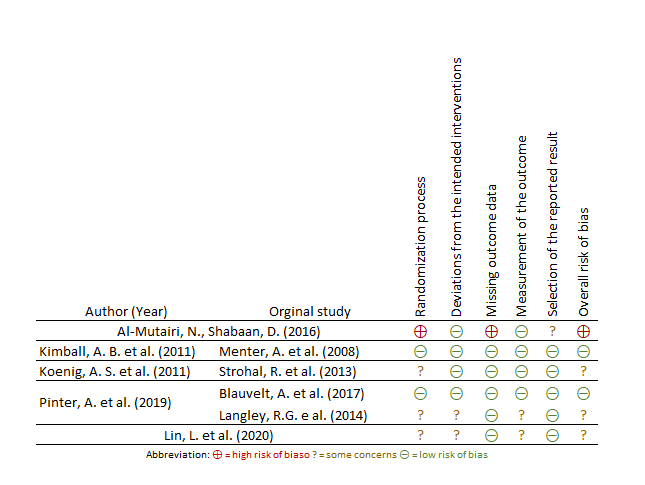 Randomization process
Deviations from the intended interventions
Missing outcome data
Measurement of the outcome
Selection of the reported result
Overall risk of bias
Author (Year) Orginal study
Al-Mutairi, N., Shabaan, D. (2016) ⊕ ⊖ ⊕ ⊖ ? ⊕
Kimball, A. B. et al. (2011) Menter, A. et al. (2008) ⊖ ⊖ ⊖ ⊖ ⊖ ⊖
Koenig, A. S. et al. (2011) Strohal, R. et al. (2013) ? ⊖ ⊖ ⊖ ⊖ ?
Pinter, A. et al. (2019) Blauvelt, A. et al. (2017) ⊖ ⊖ ⊖ ⊖ ⊖ ⊖
Langley, R.G. e al. (2014) ? ? ⊖ ? ⊖ ?
Lin, L. et al. (2020) ? ? ⊖ ? ⊖ ?
Abbreviation: ⊕ = high risk of biaso ? = some concerns ⊖ = low risk of bias